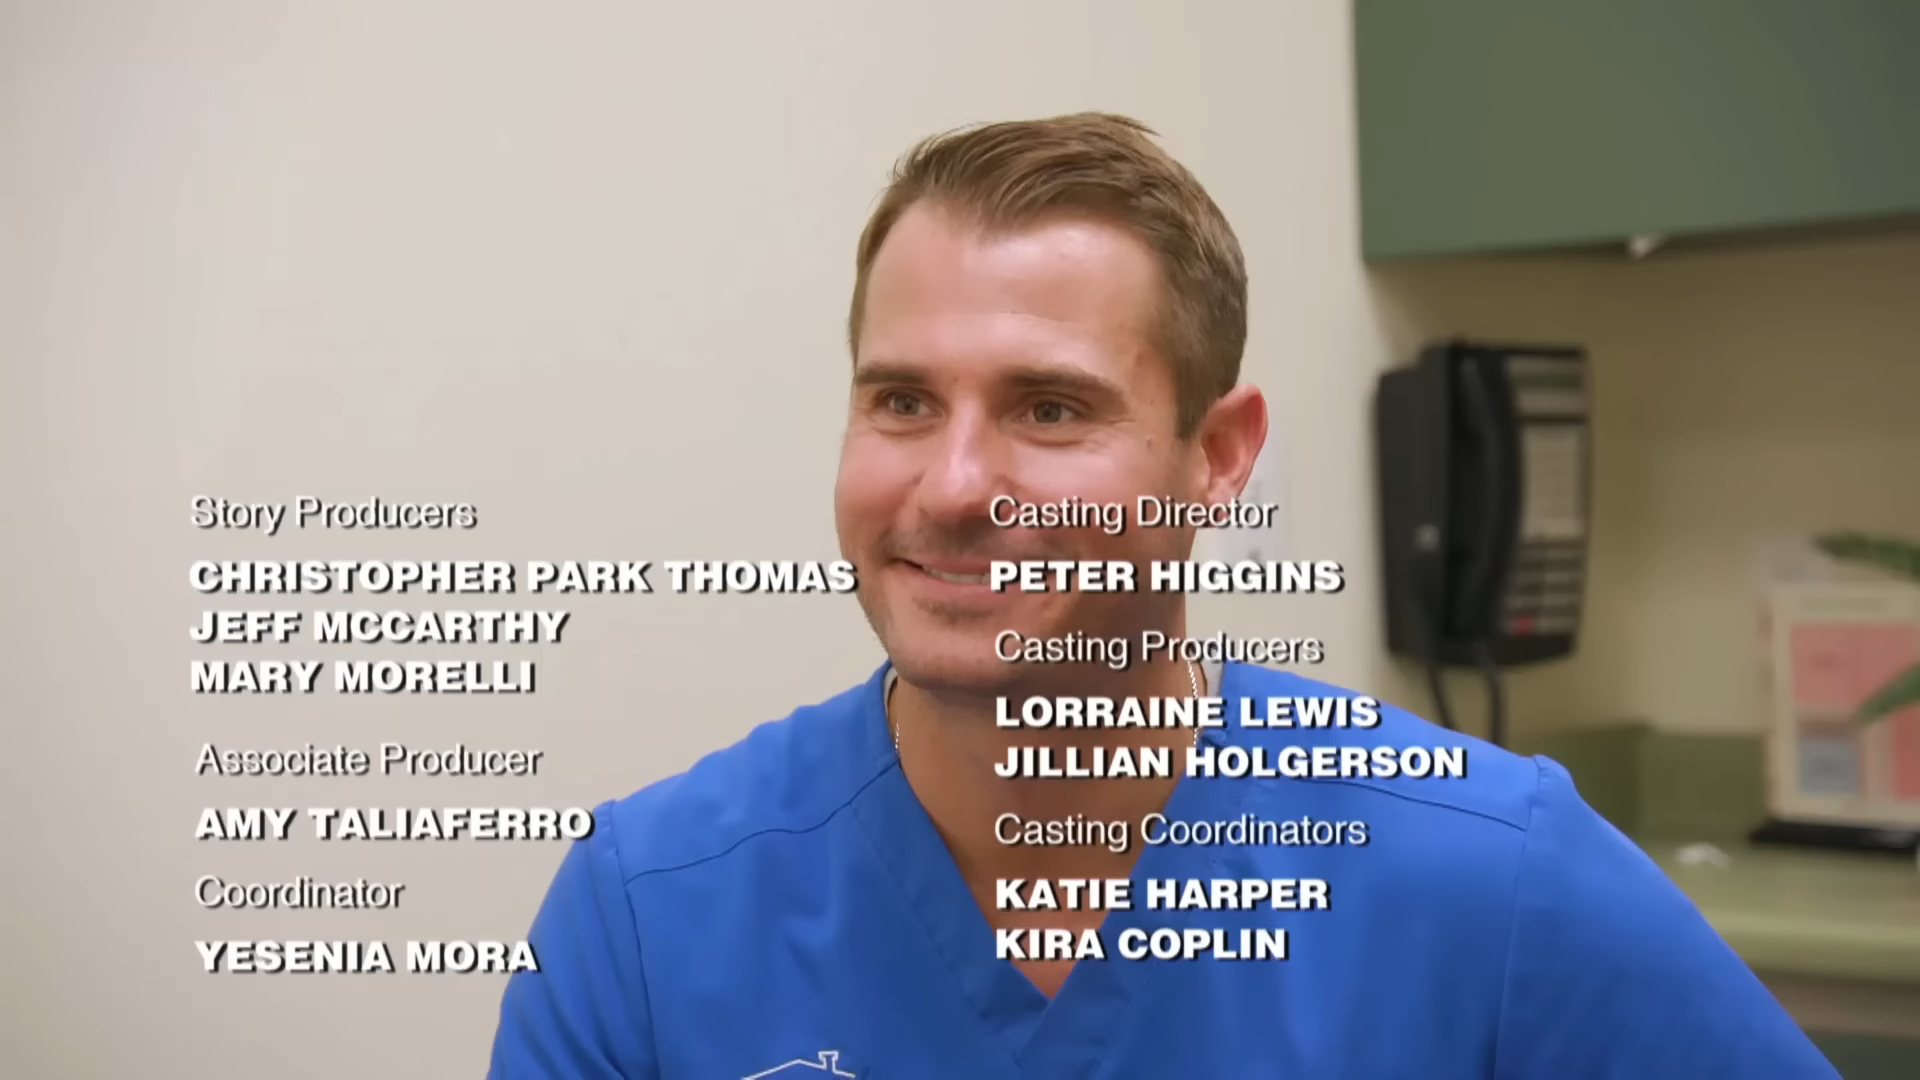 Story Producers
CHRISTOPHER PARK THOMAS
JEFF MCCARTHY
MARY MORELLI
Associate Producer
AMY TALIAFERRO
Coordinator
YESENIA MORA
Casting Director
PETER HIGGINS
Casting Producers
LORRAINE LEWIS
JILLIAN HOLGERSON
Casting Coordinators
KATIE HARPER
KIRA COPLIN